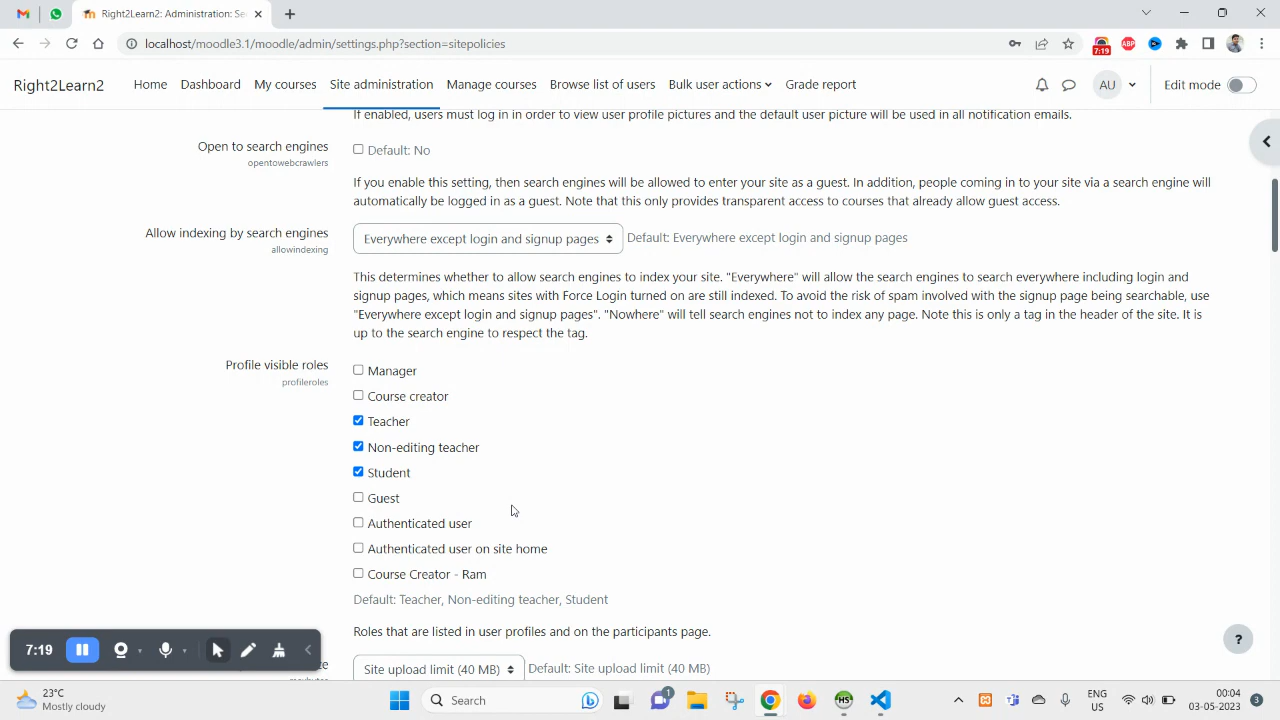 Right2Learn2: Administration: Se
localhost/moodle3.1/moodle/admin/settings.php?section=sitepolicies
7:19
ABP
Right2Learn2
Home
Dashboard
My courses
Site administration
Manage courses
Browse list of users
Bulk user actions
Grade report
AU
Edit mode
If enabled, users must log in in order to view user profile pictures and the default user picture will be used in all notification emails.
Open to search engines
Default: No
opentowebcrawlers
If you enable this setting, then search engines will be allowed to enter your site as a guest. In addition, people coming in to your site via a search engine will
automatically be logged in as a guest. Note that this only provides transparent access to courses that already allow guest access.
Allow indexing by search engines
Everywhere except login and signup pages
Default: Everywhere except login and signup pages
allowindexing
This determines whether to allow search engines to index your site. "Everywhere" will allow the search engines to search everywhere including login and
signup pages, which means sites with Force Login turned on are still indexed. To avoid the risk of spam involved with the signup page being searchable, use
"Everywhere except login and signup pages". "Nowhere" will tell search engines not to index any page. Note this is only a tag in the header of the site. It is
up to the search engine to respect the tag.
Profile visible roles
Manager
profileroles
Course creator
Teacher
Non-editing teacher
Student
Guest
Authenticated user
Authenticated user on site home
Course Creator - Ram
Default: Teacher, Non-editing teacher, Student
Roles that are listed in user profiles and on the participants page.
7:19
?
Site upload limit (40 MB)
Default: Site upload limit (40 MB)
23°C
Mostly cloudy
Search
1
HS
ENG
US
00:04
03-05-2023
3